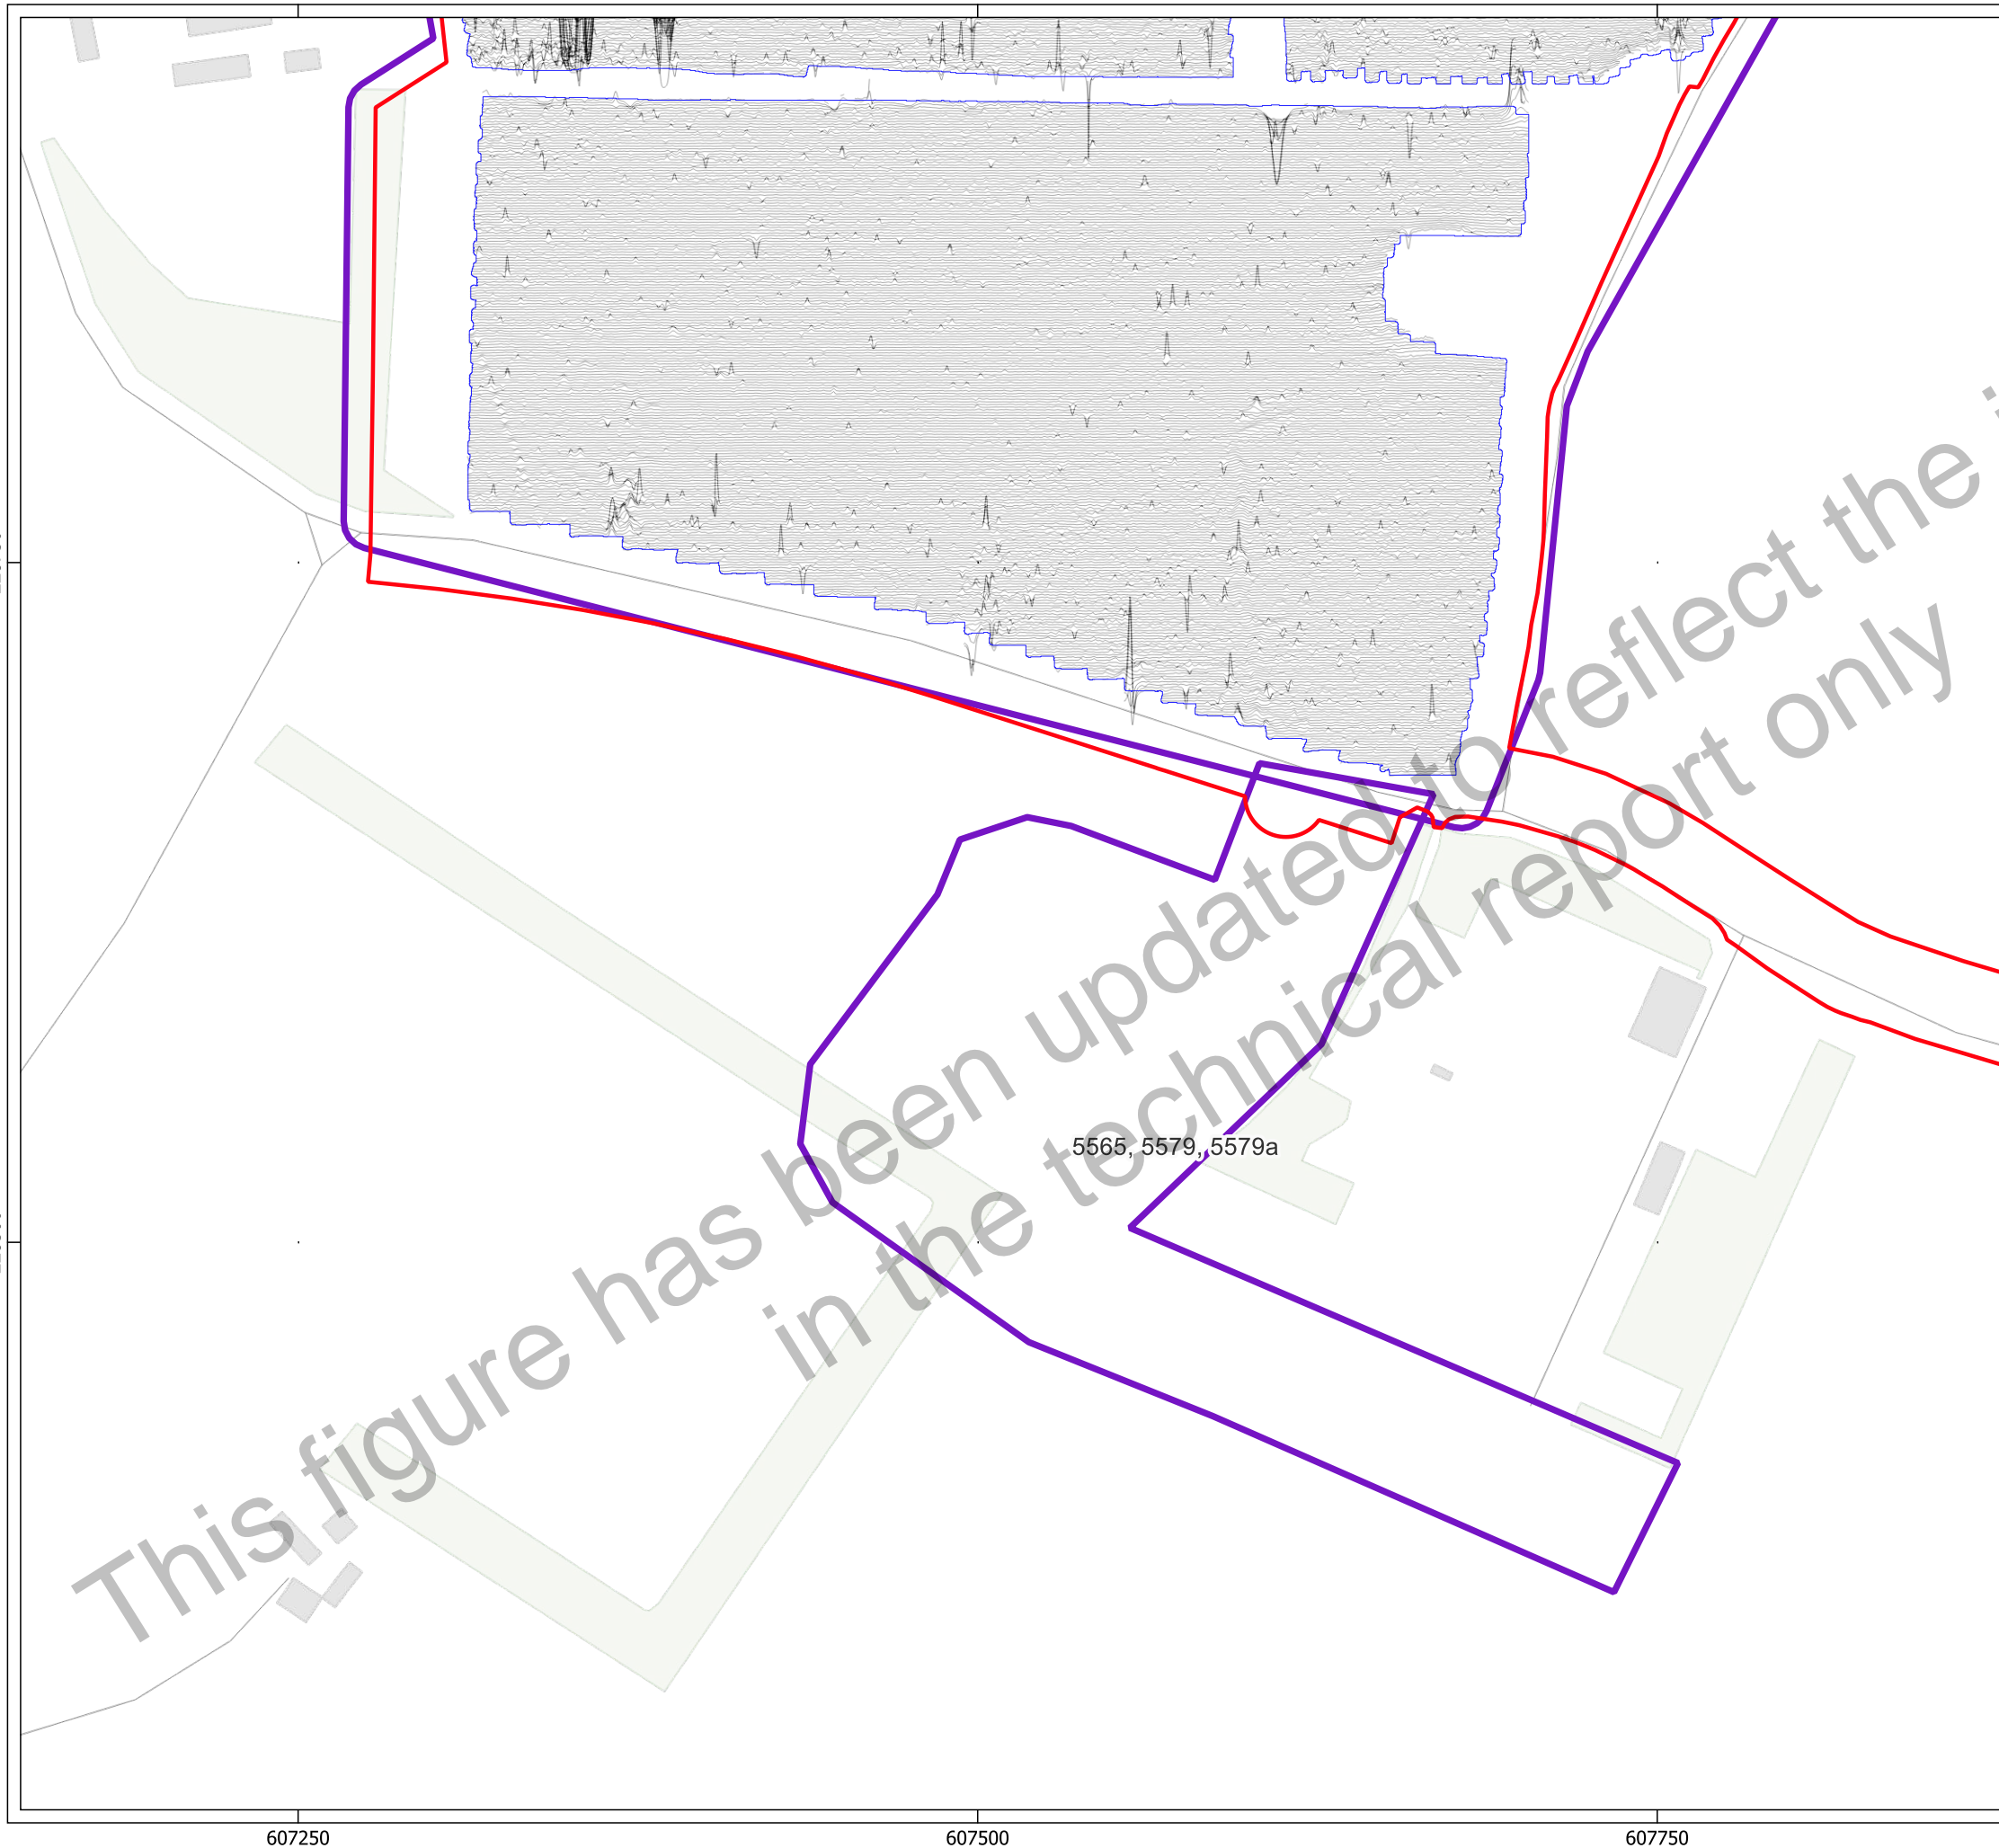 This figure has been updated to reflect the
in the technical report only
5565, 5579, 5579a
607250
607500
607750